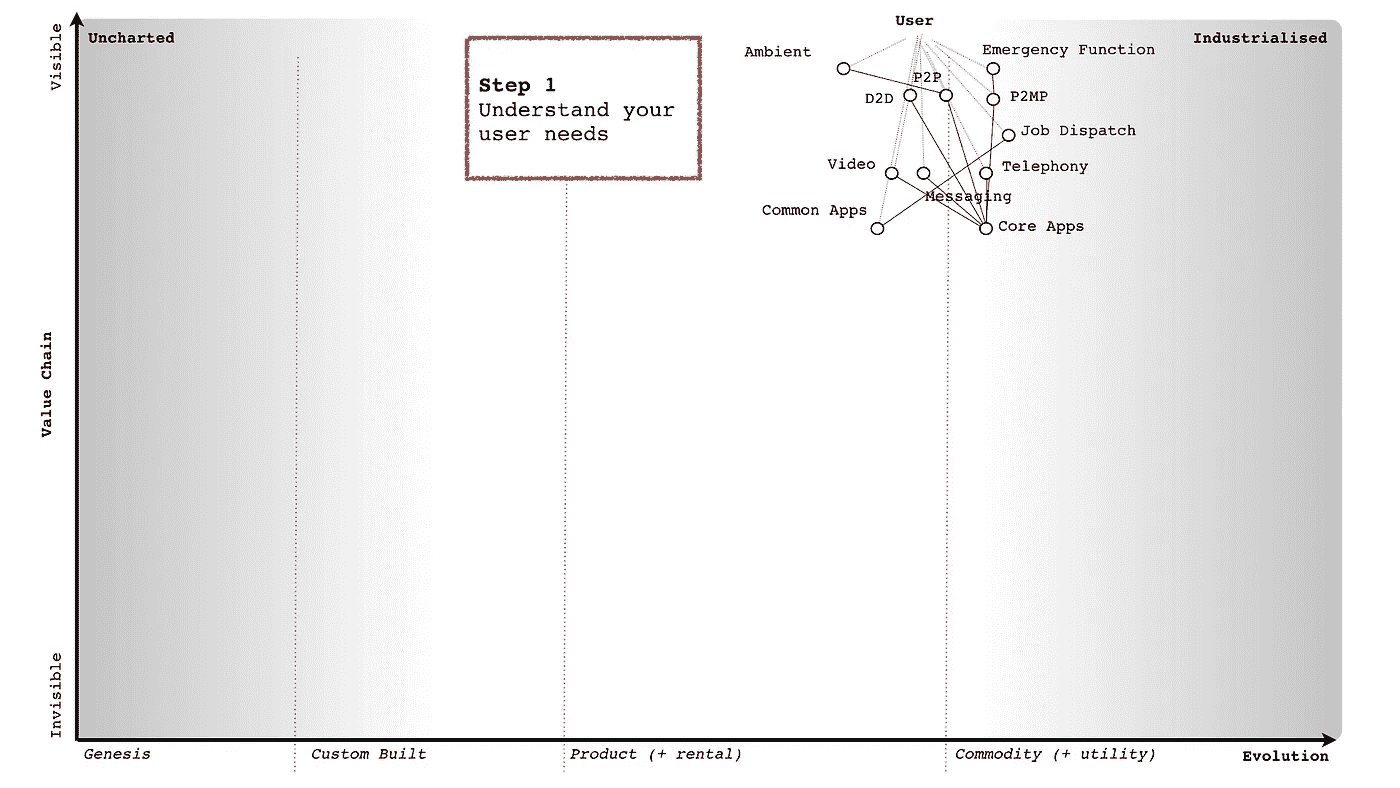 User
Visible
Uncharted
Industrialised
Step 1
Understand your
user needs
Ambient
Emergency Function
P2P
D2D
P2MP
Job Dispatch
Video
Telephony
Messaging
Common Apps
Core Apps
Value Chain
Invisible
Genesis
Custom Built
Product (+ rental)
Commodity (+ utility)
Evolution